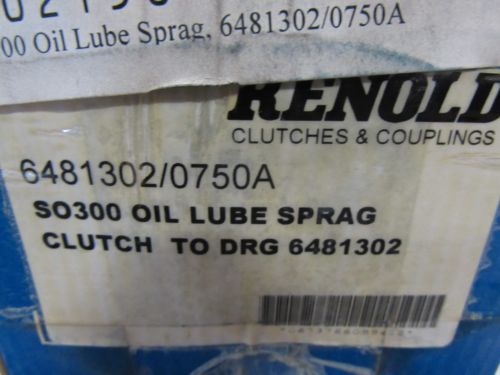 00 Oil Lube Sprag, 6481302/0750A
RENOLD
CLUTCHES & COUPLINGS
6481302/0750A
SO300 OIL LUBE SPRAG
CLUTCH TO DRG 6481302